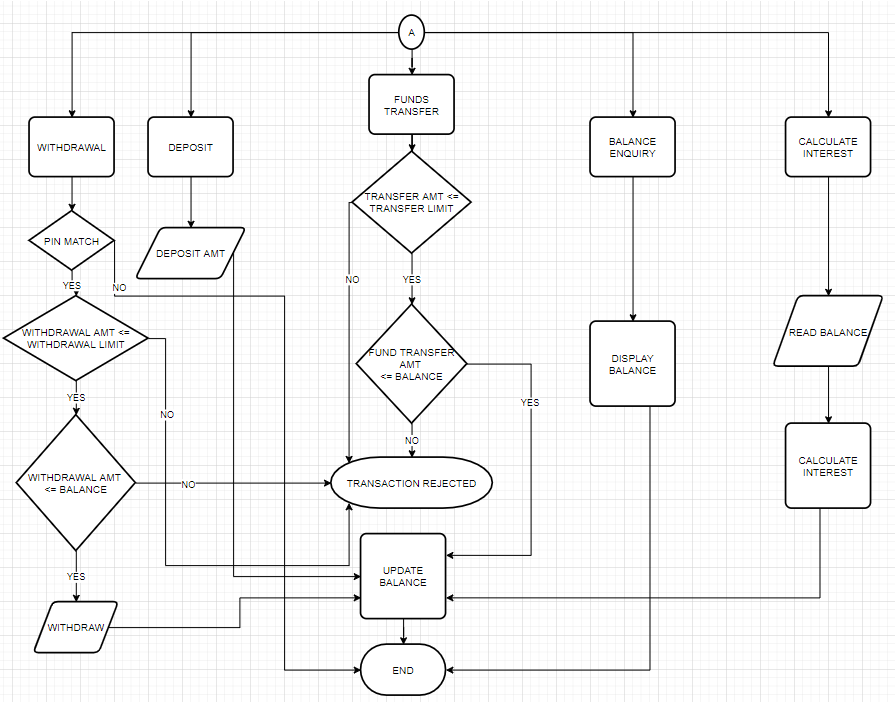 A
FUNDS
TRANSFER
WITHDRAWAL
DEPOSIT
BALANCE
ENQUIRY
CALCULATE
INTEREST
TRANSFER AMT <=
TRANSFER LIMIT
PIN MATCH
DEPOSIT AMT
YES
NO
NO
YES
WITHDRAWAL AMT <=
WITHDRAWAL LIMIT
READ BALANCE
FUND TRANSFER
AMT
<= BALANCE
DISPLAY
BALANCE
YES
YES
NO
NO
CALCULATE
INTEREST
WITHDRAWAL AMT
<= BALANCE
NO
TRANSACTION REJECTED
YES
UPDATE
BALANCE
WITHDRAW
END